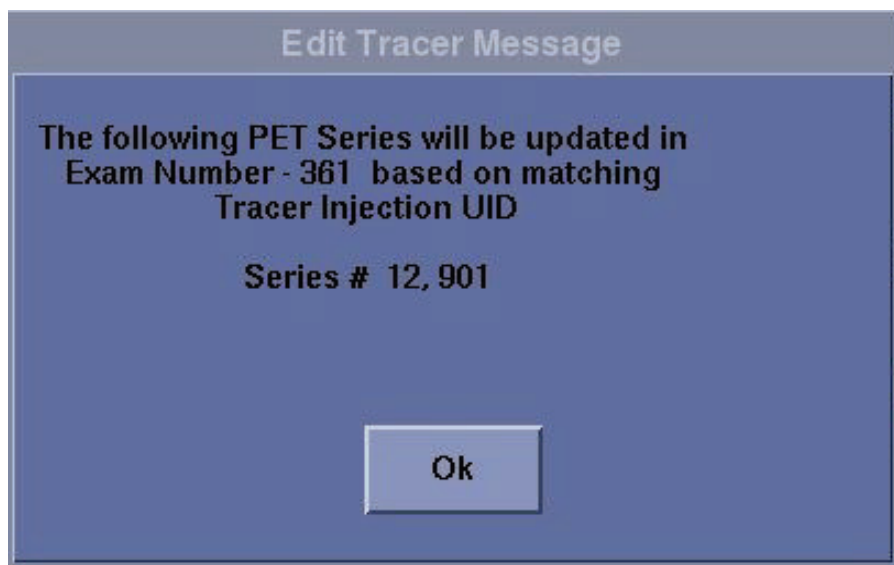 Edit Tracer Message
The following PET Series will be updated in
Exam Number - 361 based on matching
Tracer Injection UID
Series # 12, 901
Ok